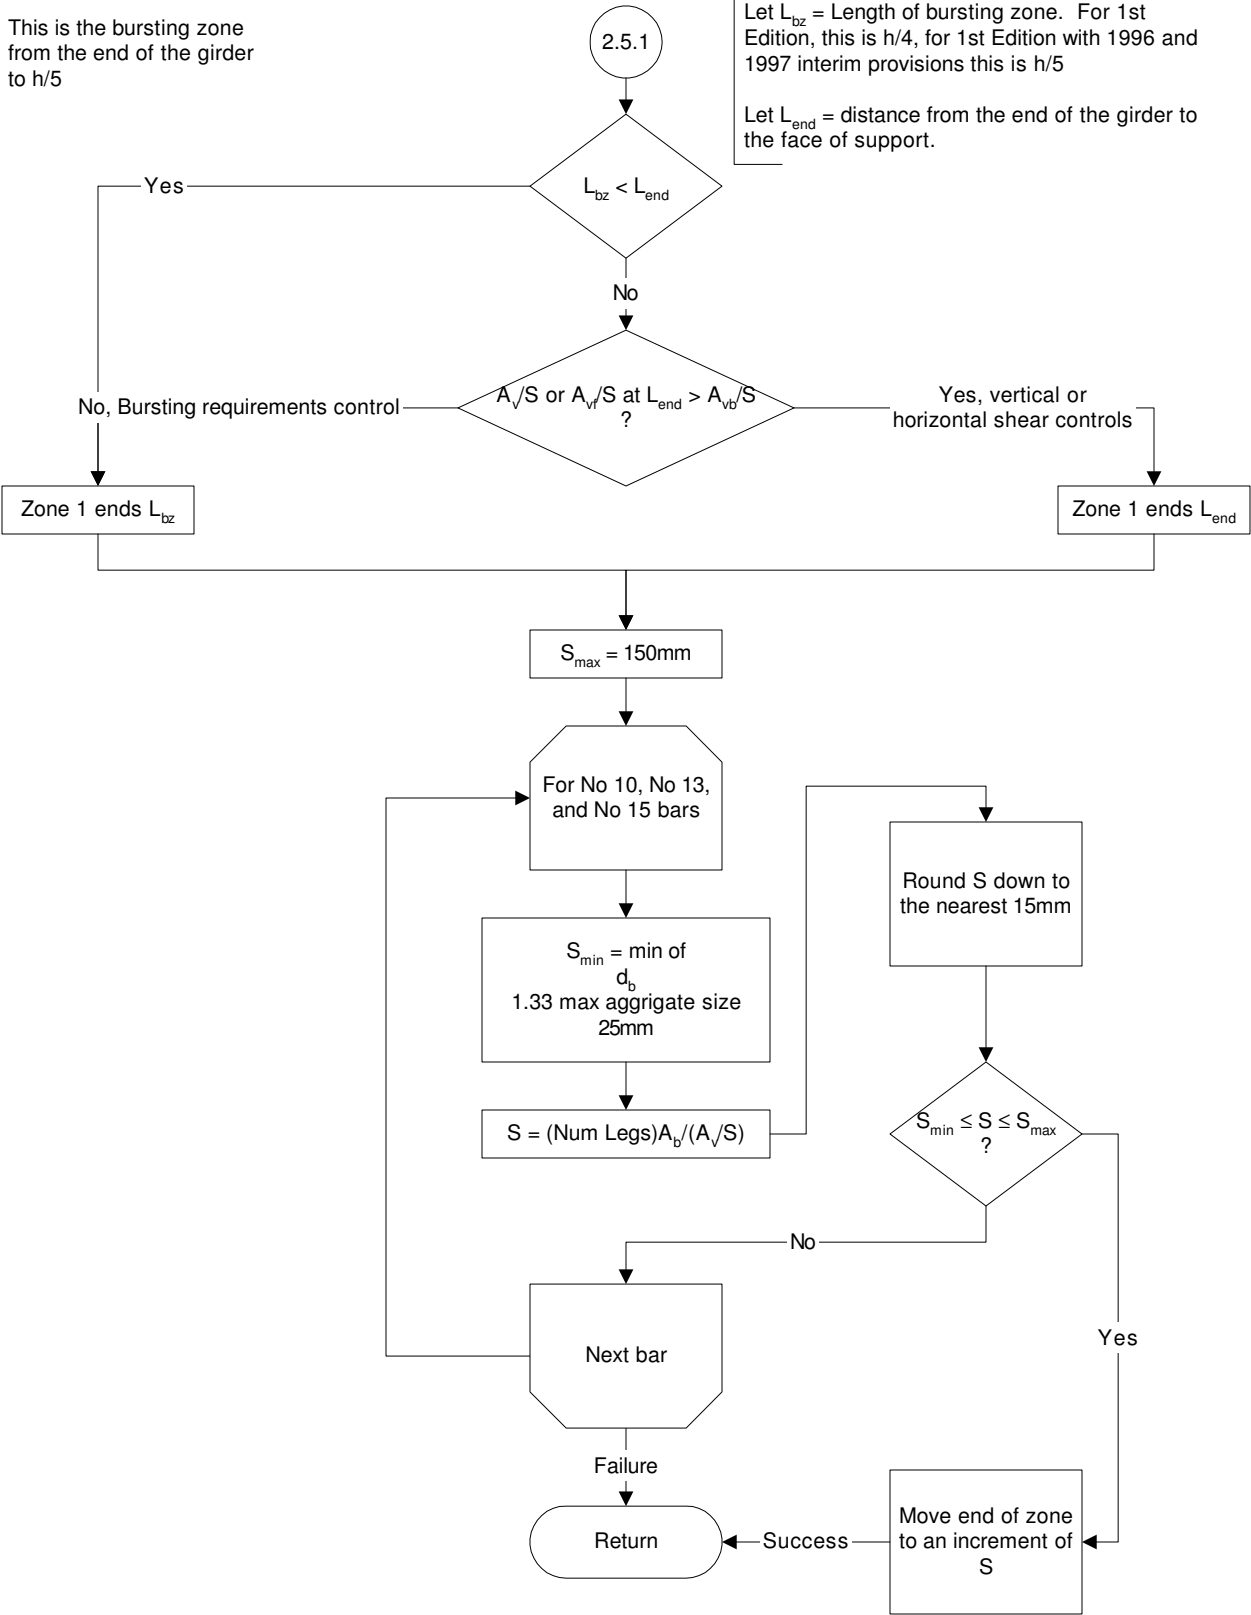 This is the bursting zone
from the end of the girder
to h/5
2.5.1
Let Lbz = Length of bursting zone. For 1st
Edition, this is h/4, for 1st Edition with 1996 and
1997 interim provisions this is h/5
Let Lend = distance from the end of the girder to
the face of support.
Lbz < Lend
Yes
No
Av/S or Avf/S at Lend > Avb/S
?
No, Bursting requirements control
Yes, vertical or
horizontal shear controls
Zone 1 ends Lbz
Zone 1 ends Lend
Smax = 150mm
For No 10, No 13,
and No 15 bars
Round S down to
the nearest 15mm
Smin = min of
db
1.33 max aggrigate size
25mm
S = (Num Legs)Ab/(Av/S)
Smin ≤ S ≤ Smax
?
No
Yes
Next bar
Failure
Return
Success
Move end of zone
to an increment of
S